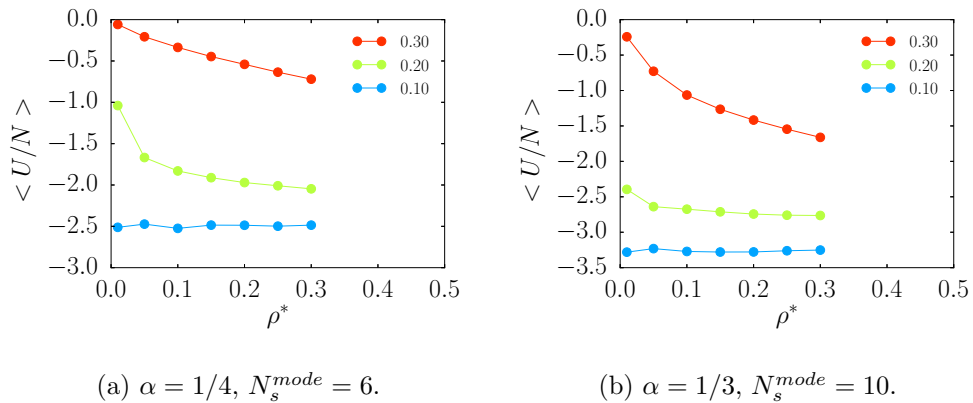 0.0
−0.5
−1.0
−1.5
−2.0
−2.5
−3.0
< U/N >
0.30
0.20
0.10
0.0 0.1 0.2 0.3 0.4 0.5
ρ*
(a) α = 1/4, N_s^{mode} = 6.
0.0
−0.5
−1.0
−1.5
−2.0
−2.5
−3.0
−3.5
< U/N >
0.30
0.20
0.10
0.0 0.1 0.2 0.3 0.4 0.5
ρ*
(b) α = 1/3, N_s^{mode} = 10.